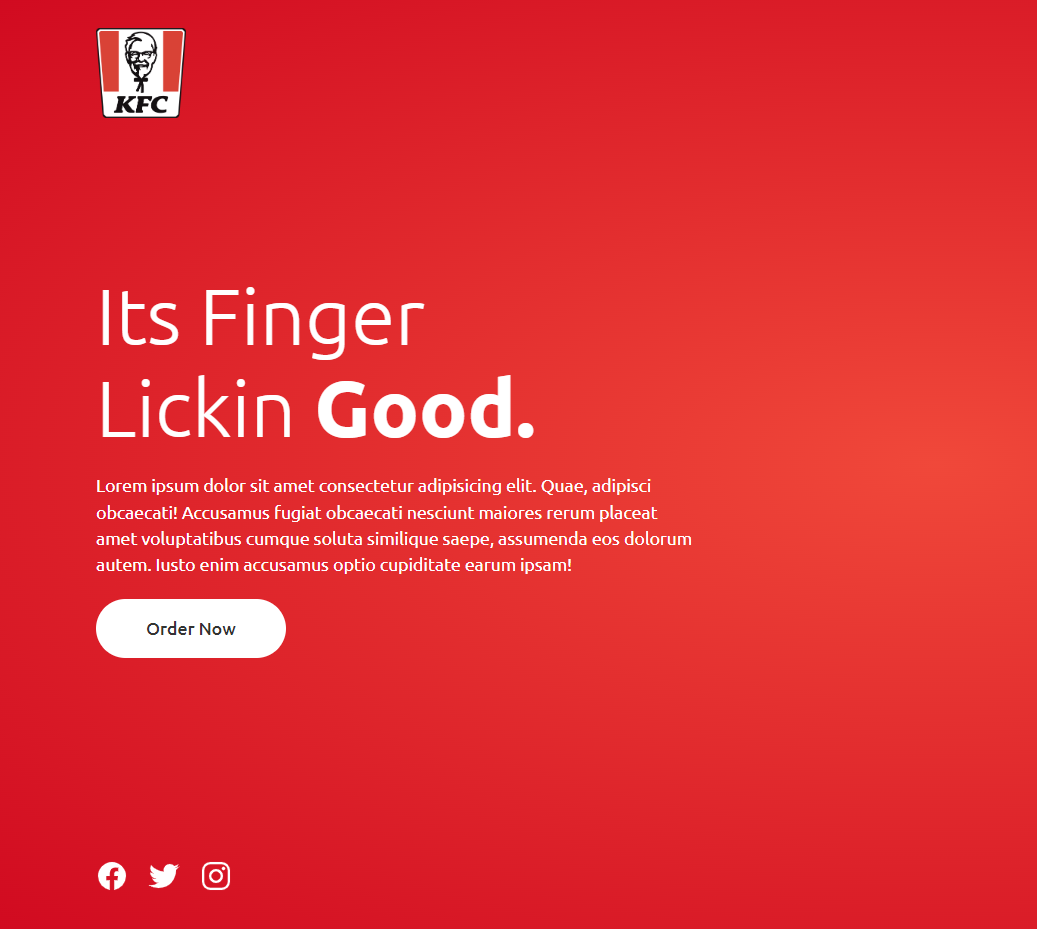 KFC
Its Finger
Lickin Good.
Lorem ipsum dolor sit amet consectetur adipisicing elit. Quae, adipisci
obcaecati! Accusamus fugiat obcaecati nesciunt maiores rerum placeat
amet voluptatibus cumque soluta similique saepe, assumenda eos dolorum
autem. Iusto enim accusamus optio cupiditate earum ipsam!
Order Now